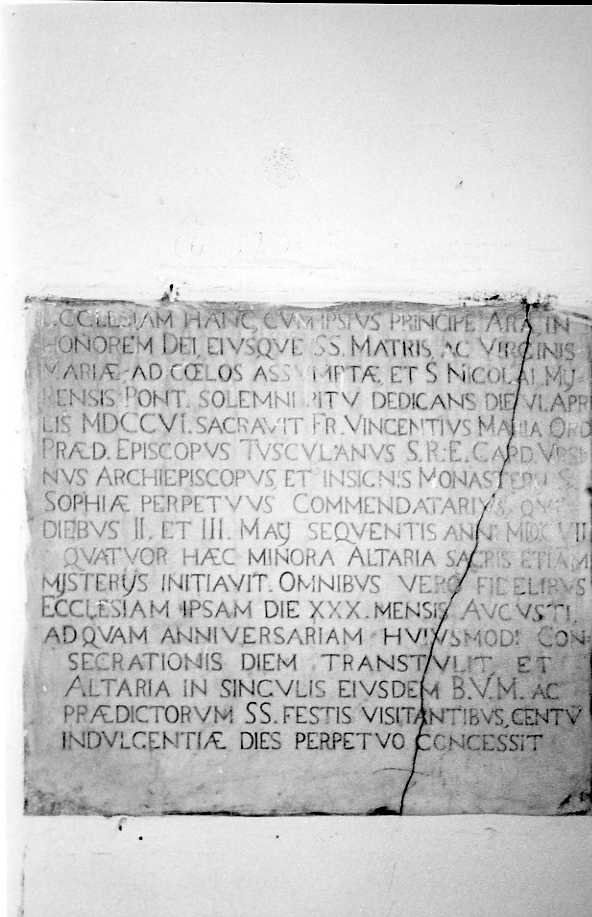 ECCLESIAM HANC, CVM IPSIVS PRINCIPE ARA, IN
HONOREM DEI, EIVSQVE SS. MATRIS, AC VIRGINIS
MARIÆ AD CŒLOS ASSVMPTÆ, ET S NICOLAI MY-
RENSIS PONT. SOLEMNI RITV DEDICANS DIE VI. APRI
LIS MDCCVI. SACRAVIT FR. VINCENTIVS MARIA ORD
PRÆD. EPISCOPVS TVSCVLANVS S.R.E. CARD. VRSI-
NVS ARCHIEPISCOPVS, ET INSIGNIS MONASTERII S.
SOPHIÆ PERPETVVS COMMENDATARIVS. QVI
DIEBVS II. ET III. MAIJ SEQVENTIS ANNI
QVATVOR HÆC MINORA ALTARIA SACRIS ETIAM
MISTERIJS INITIAVIT. OMNIBVS VERO FIDELIBVS
ECCLESIAM IPSAM DIE XXX. MENSIS AVGVSTI,
AD QVAM ANNIVERSARIAM HVIVSMODI CON-
SECRATIONIS DIEM TRANSTVLIT, ET
ALTARIA IN SINGVLIS EIVSDEM B.V.M. AC
PRÆDICTORVM SS. FESTIS VISITANTIBVS, CENTV̄
INDVLGENTIÆ DIES PERPETVO CONCESSIT